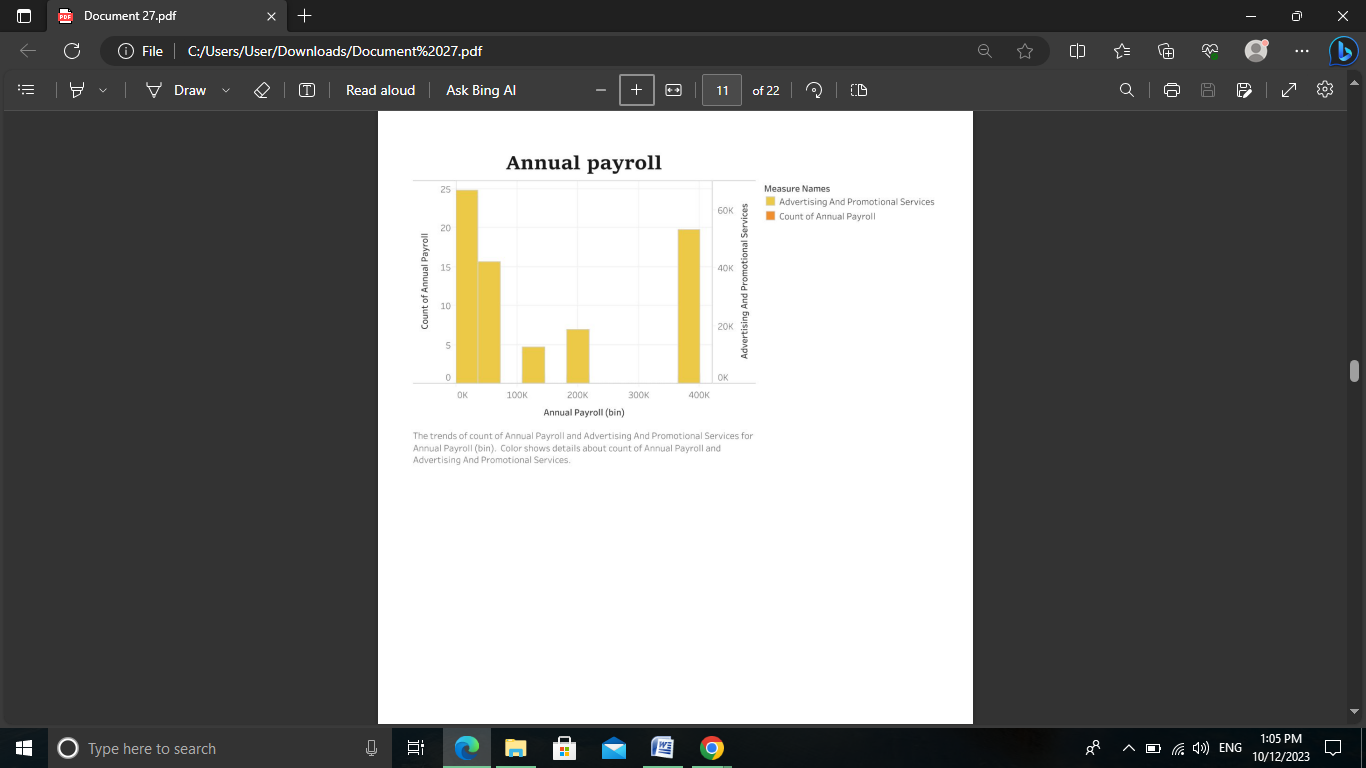 Document 27.pdf
File
C:/Users/User/Downloads/Document%2027.pdf
Draw
Read aloud
Ask Bing AI
11
of 22
Annual payroll
25
20
15
10
5
0
Count of Annual Payroll
60K
40K
20K
0K
Advertising And Promotional Services
0K 100K 200K 300K 400K
Annual Payroll (bin)
Measure Names
Advertising And Promotional Services
Count of Annual Payroll
The trends of count of Annual Payroll and Advertising And Promotional Services for
Annual Payroll (bin). Color shows details about count of Annual Payroll and
Advertising And Promotional Services.
Type here to search
ENG
1:05 PM
10/12/2023